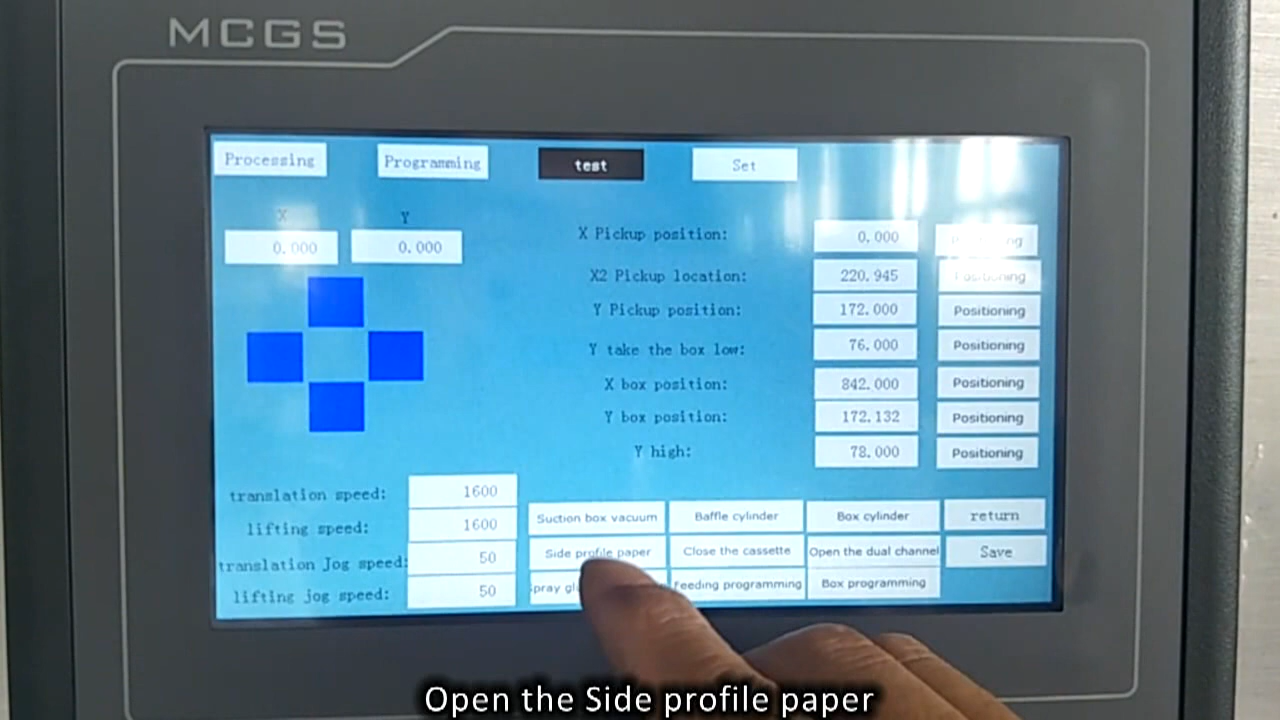 MCGS
Processing Programming test Set
X Y
0.000 0.000
X Pickup position: 0.000
X2 Pickup location: 220.945 Positioning
Y Pickup position: 172.000 Positioning
Y take the box low: 76.000 Positioning
X box position: 842.000 Positioning
Y box position: 172.132 Positioning
Y high: 78.000 Positioning
translation speed: 1600
lifting speed: 1600
translation Jog speed: 50
lifting jog speed: 50
Suction box vacuum Baffle cylinder Box cylinder return
Side profile paper Close the cassette Open the dual channel Save
Feeding programming Box programming
Open the Side profile paper